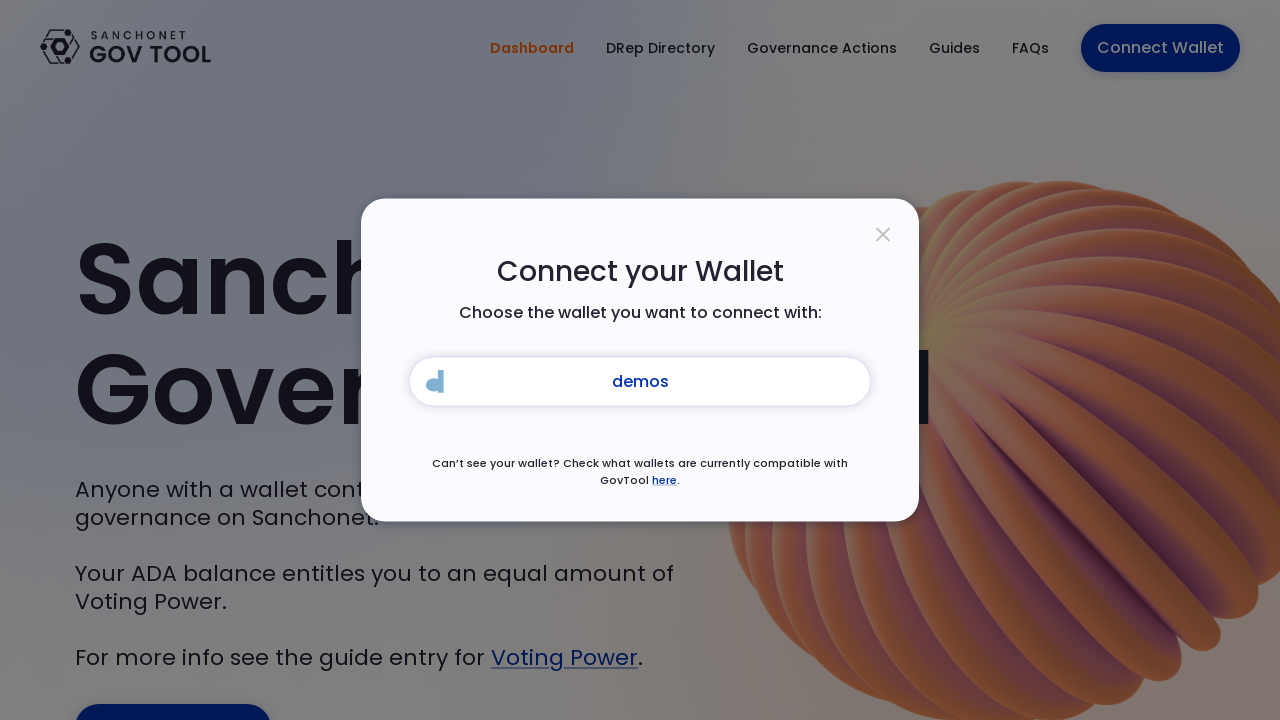 SANCHONET
GOV TOOL
Dashboard
DRep Directory
Governance Actions
Guides
FAQs
Connect Wallet
Connect your Wallet
Choose the wallet you want to connect with:
demos
Can't see your wallet? Check what wallets are currently compatible with
GovTool here.
Anyone with a wallet
governance on Sanchonet.
Your ADA balance entitles you to an equal amount of
Voting Power.
For more info see the guide entry for Voting Power.